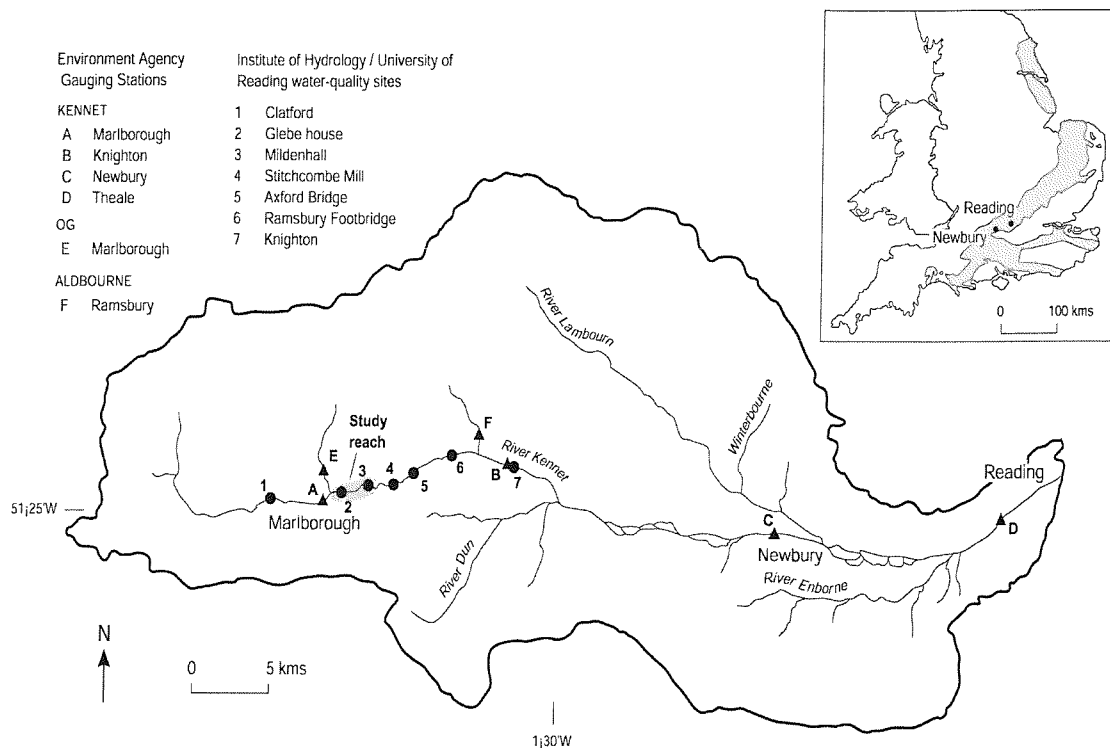 Environment Agency
Gauging Stations
KENNET
A Marlborough
B Knighton
C Newbury
D Theale
OG
E Marlborough
ALDBOURNE
F Ramsbury
Institute of Hydrology / University of
Reading water-quality sites
1 Clatford
2 Glebe house
3 Mildenhall
4 Stitchcombe Mill
5 Axford Bridge
6 Ramsbury Footbridge
7 Knighton
Reading
Newbury
0 100 kms
River Lambourn
Winterbourne
F
Study
reach
E
3
4
6
River Kennet
B
7
5
1
A
2
Marlborough
51¡25'W
Reading
D
C
Newbury
River Dun
River Enborne
N
0 5 kms
1¡30'W